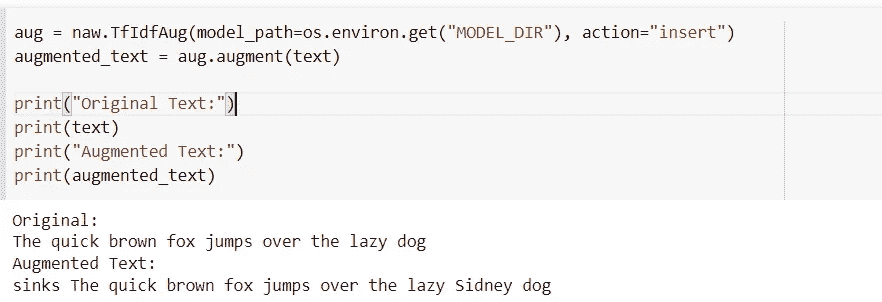 aug = naw.TfIdfAug(model_path=os.environ.get("MODEL_DIR"), action="insert")
augmented_text = aug.augment(text)
print("Original Text:")
print(text)
print("Augmented Text:")
print(augmented_text)
Original:
The quick brown fox jumps over the lazy dog
Augmented Text:
sinks The quick brown fox jumps over the lazy Sidney dog